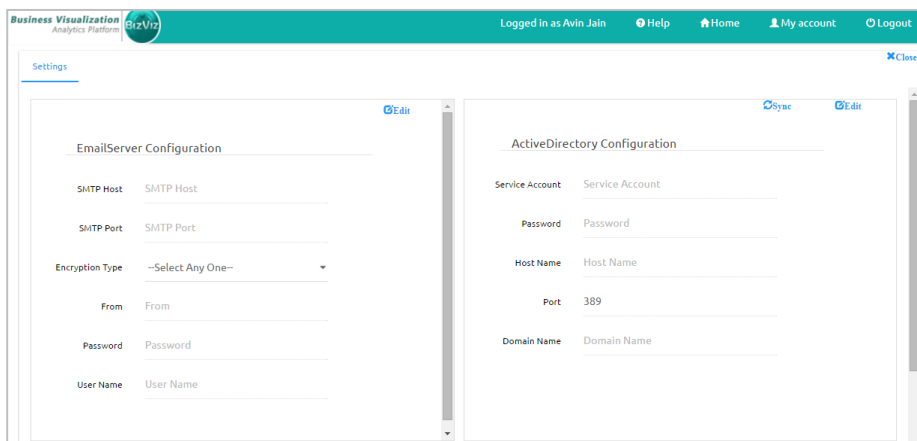 Business Visualization
Analytics Platform
BizViz
Logged in as Avin Jain
Help
Home
My account
Logout
Close
Settings
Edit
EmailServer Configuration
SMTP Host SMTP Host
SMTP Port SMTP Port
Encryption Type --Select Any One--
From From
Password Password
User Name User Name
Sync
Edit
ActiveDirectory Configuration
Service Account Service Account
Password Password
Host Name Host Name
Port 389
Domain Name Domain Name